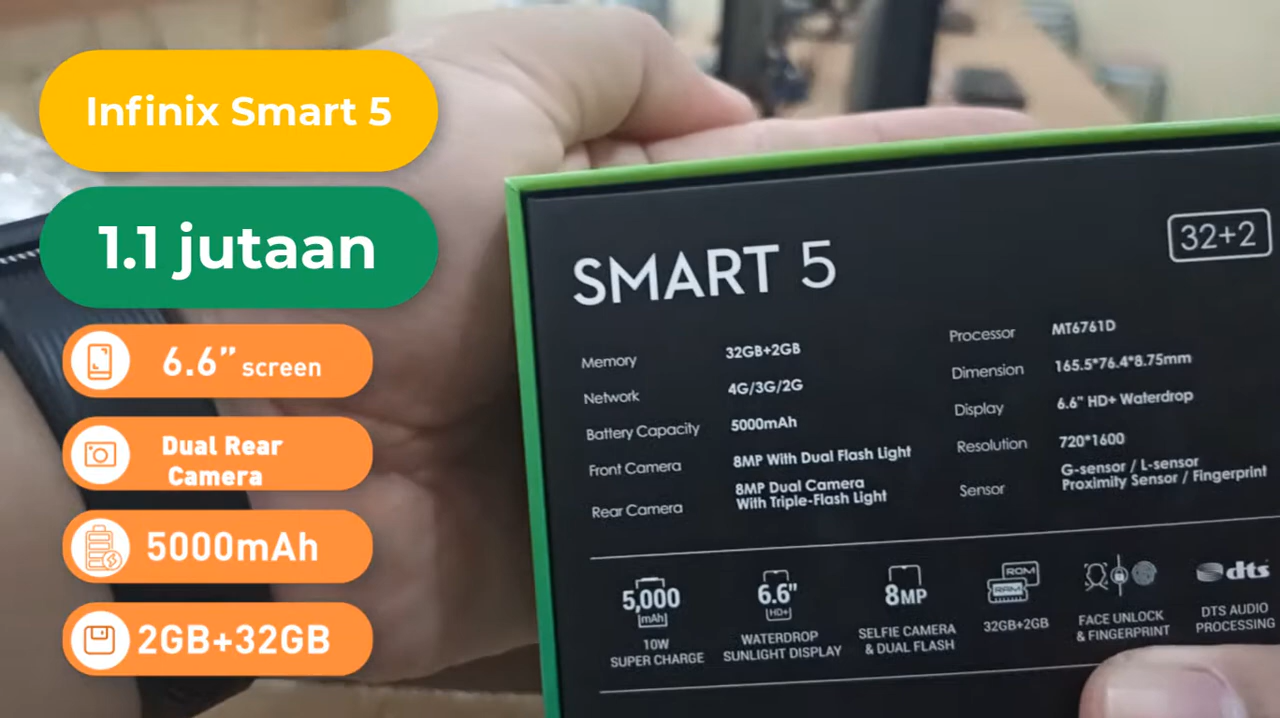 Infinix Smart 5
1.1 jutaan
6.6” screen
Dual Rear
Camera
5000mAh
2GB+32GB
SMART 5
32+2
Memory 32GB+2GB
Network 4G/3G/2G
Battery Capacity 5000mAh
Front Camera 8MP With Dual Flash Light
Rear Camera 8MP Dual Camera
With Triple-Flash Light
Processor MT6761D
Dimension 165.5*76.4*8.75mm
Display 6.6" HD+ Waterdrop
Resolution 720*1600
Sensor G-sensor / L-sensor
Proximity Sensor / Fingerprint
5,000
[mAh]
10W
SUPER CHARGE
6.6"
[HD+]
WATERDROP
SUNLIGHT DISPLAY
8MP
SELFIE CAMERA
& DUAL FLASH
ROM
RAM
32GB+2GB
FACE UNLOCK
& FINGERPRINT
dts
DTS AUDIO
PROCESSING